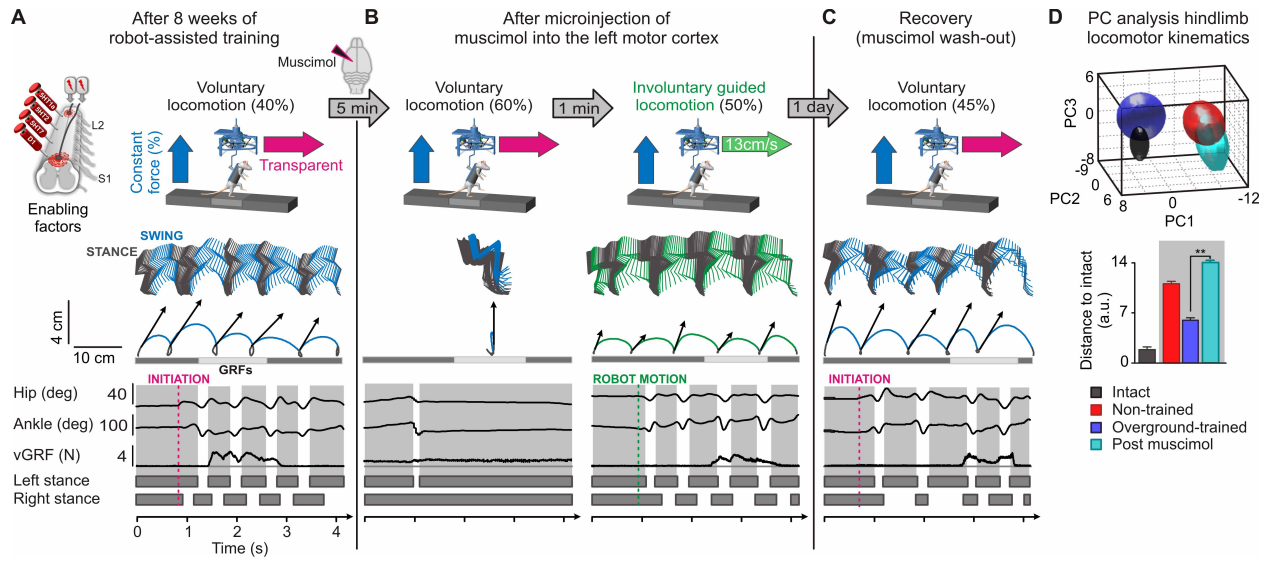 A
After 8 weeks of
robot-assisted training
B
After microinjection of
muscimol into the left motor cortex
C
Recovery
(muscimol wash-out)
D
PC analysis hindlimb
locomotor kinematics
Muscimol
5HT1a
5HT2
5HT7
D1
L2
S1
Enabling
factors
Voluntary
locomotion (40%)
Constant
force (%)
Transparent
5 min
Voluntary
locomotion (60%)
1 min
Involuntary guided
locomotion (50%)
13cm/s
1 day
Voluntary
locomotion (45%)
6
0
-8
PC3
-9
0
6
PC2
8
0
-12
PC1
SWING
STANCE
4 cm
10 cm
GRFs
INITIATION
ROBOT MOTION
INITIATION
Hip (deg) 40
Ankle (deg) 100
vGRF (N) 4
Left stance
Right stance
0 1 2 3 4
Time (s)
Distance to intact
(a.u.)
14
7
0
**
Intact
Non-trained
Overground-trained
Post muscimol